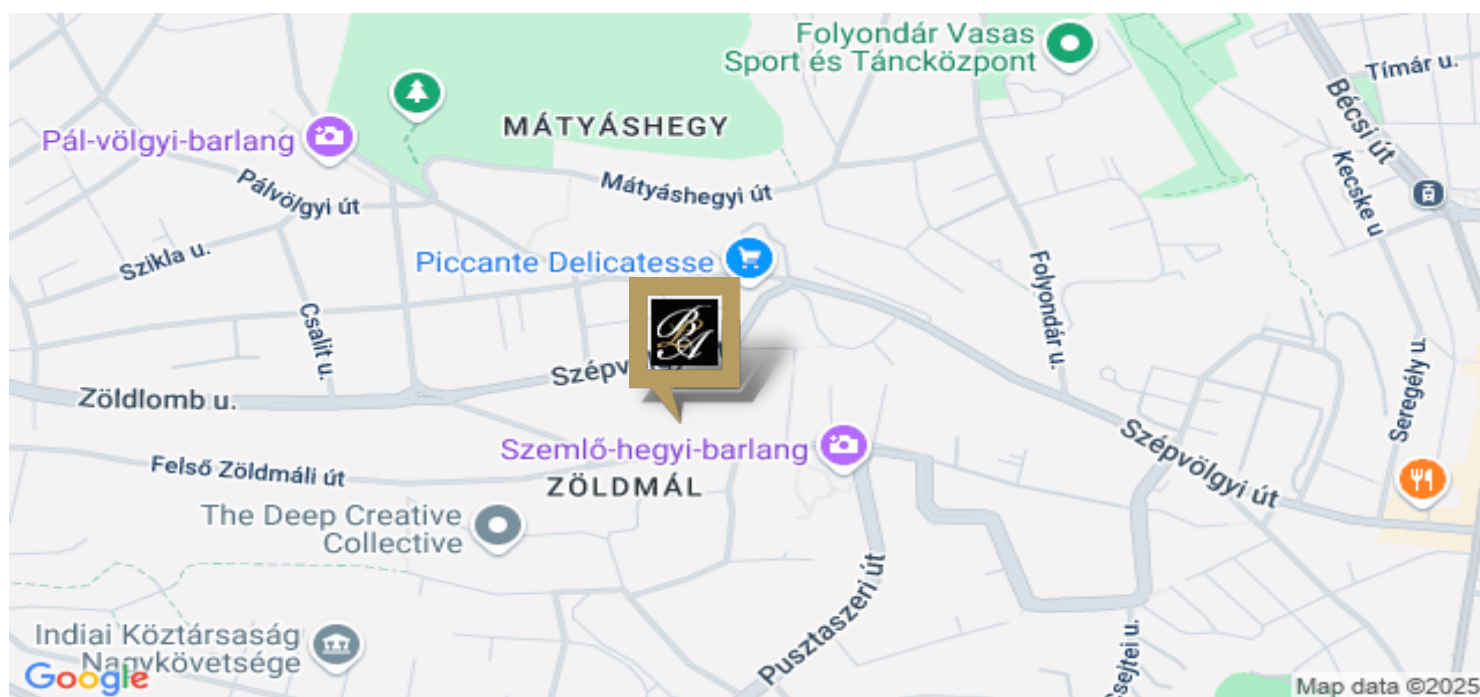 Folyondár Vasas
Sport és Táncközpont
Tímár u.
Bécsi út
MÁTYÁSHEGY
Pál-völgyi-barlang
Kecske u
Mátyáshegyi út
Pálvölgyi út
Szikla u.
Piccante Delicatesse
Folyondár u.
Csalit u.
BLA
Zöldlomb u.
Seregély u.
Szépvölgyi út
Szemlő-hegyi-barlang
Felső Zöldmáli út
ZÖLDMÁL
The Deep Creative
Collective
Pusztaszeri út
Indiai Köztársaság
Nagykövetsége
Google
Map data ©2025